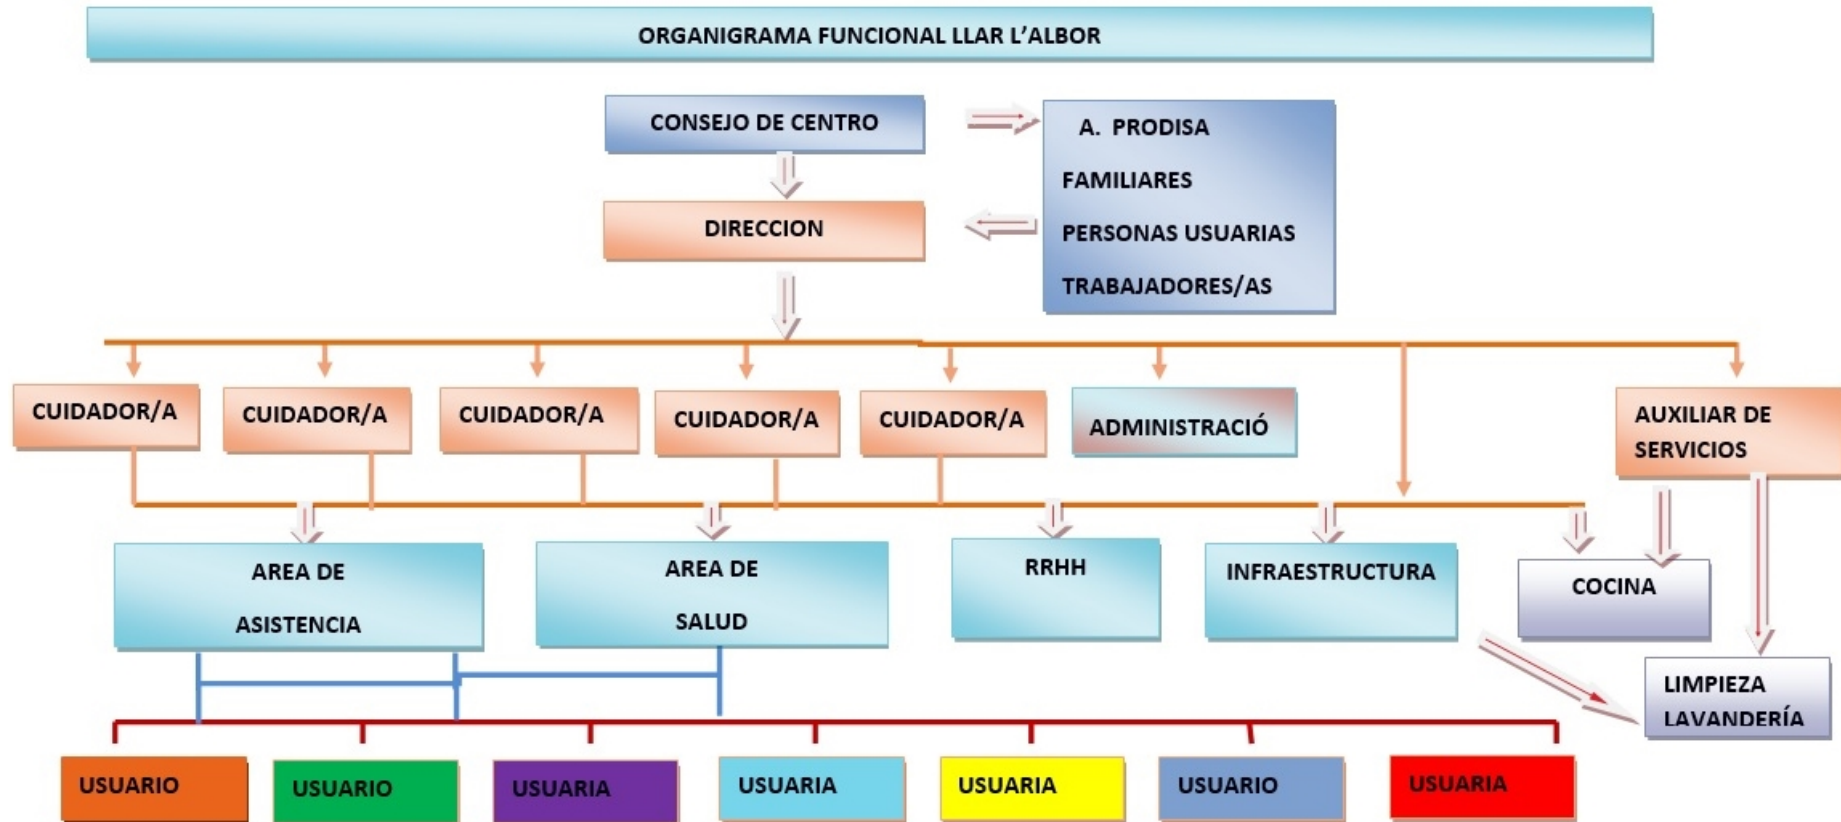 ORGANIGRAMA FUNCIONAL LLAR L'ALBOR
CONSEJO DE CENTRO
A. PRODISA
FAMILIARES
PERSONAS USUARIAS
TRABAJADORES/AS
DIRECCION
CUIDADOR/A
CUIDADOR/A
CUIDADOR/A
CUIDADOR/A
CUIDADOR/A
ADMINISTRACIÓ
AUXILIAR DE
SERVICIOS
AREA DE
ASISTENCIA
AREA DE
SALUD
RRHH
INFRAESTRUCTURA
COCINA
LIMPIEZA
LAVANDERÍA
USUARIO
USUARIO
USUARIA
USUARIA
USUARIA
USUARIO
USUARIA